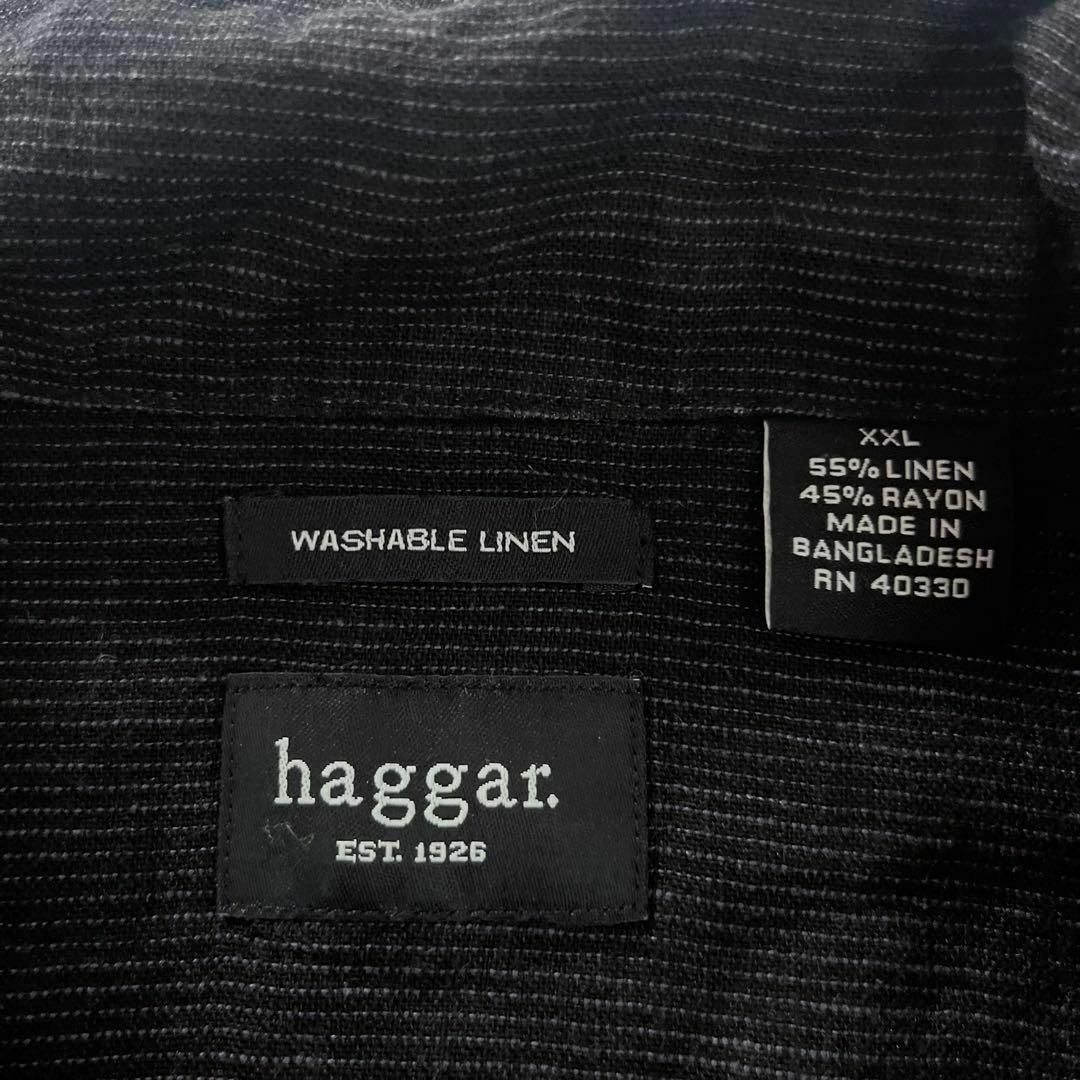 XXL
55% LINEN
45% RAYON
MADE IN
BANGLADESH
RN 40330
WASHABLE LINEN
haggar.
EST. 1926